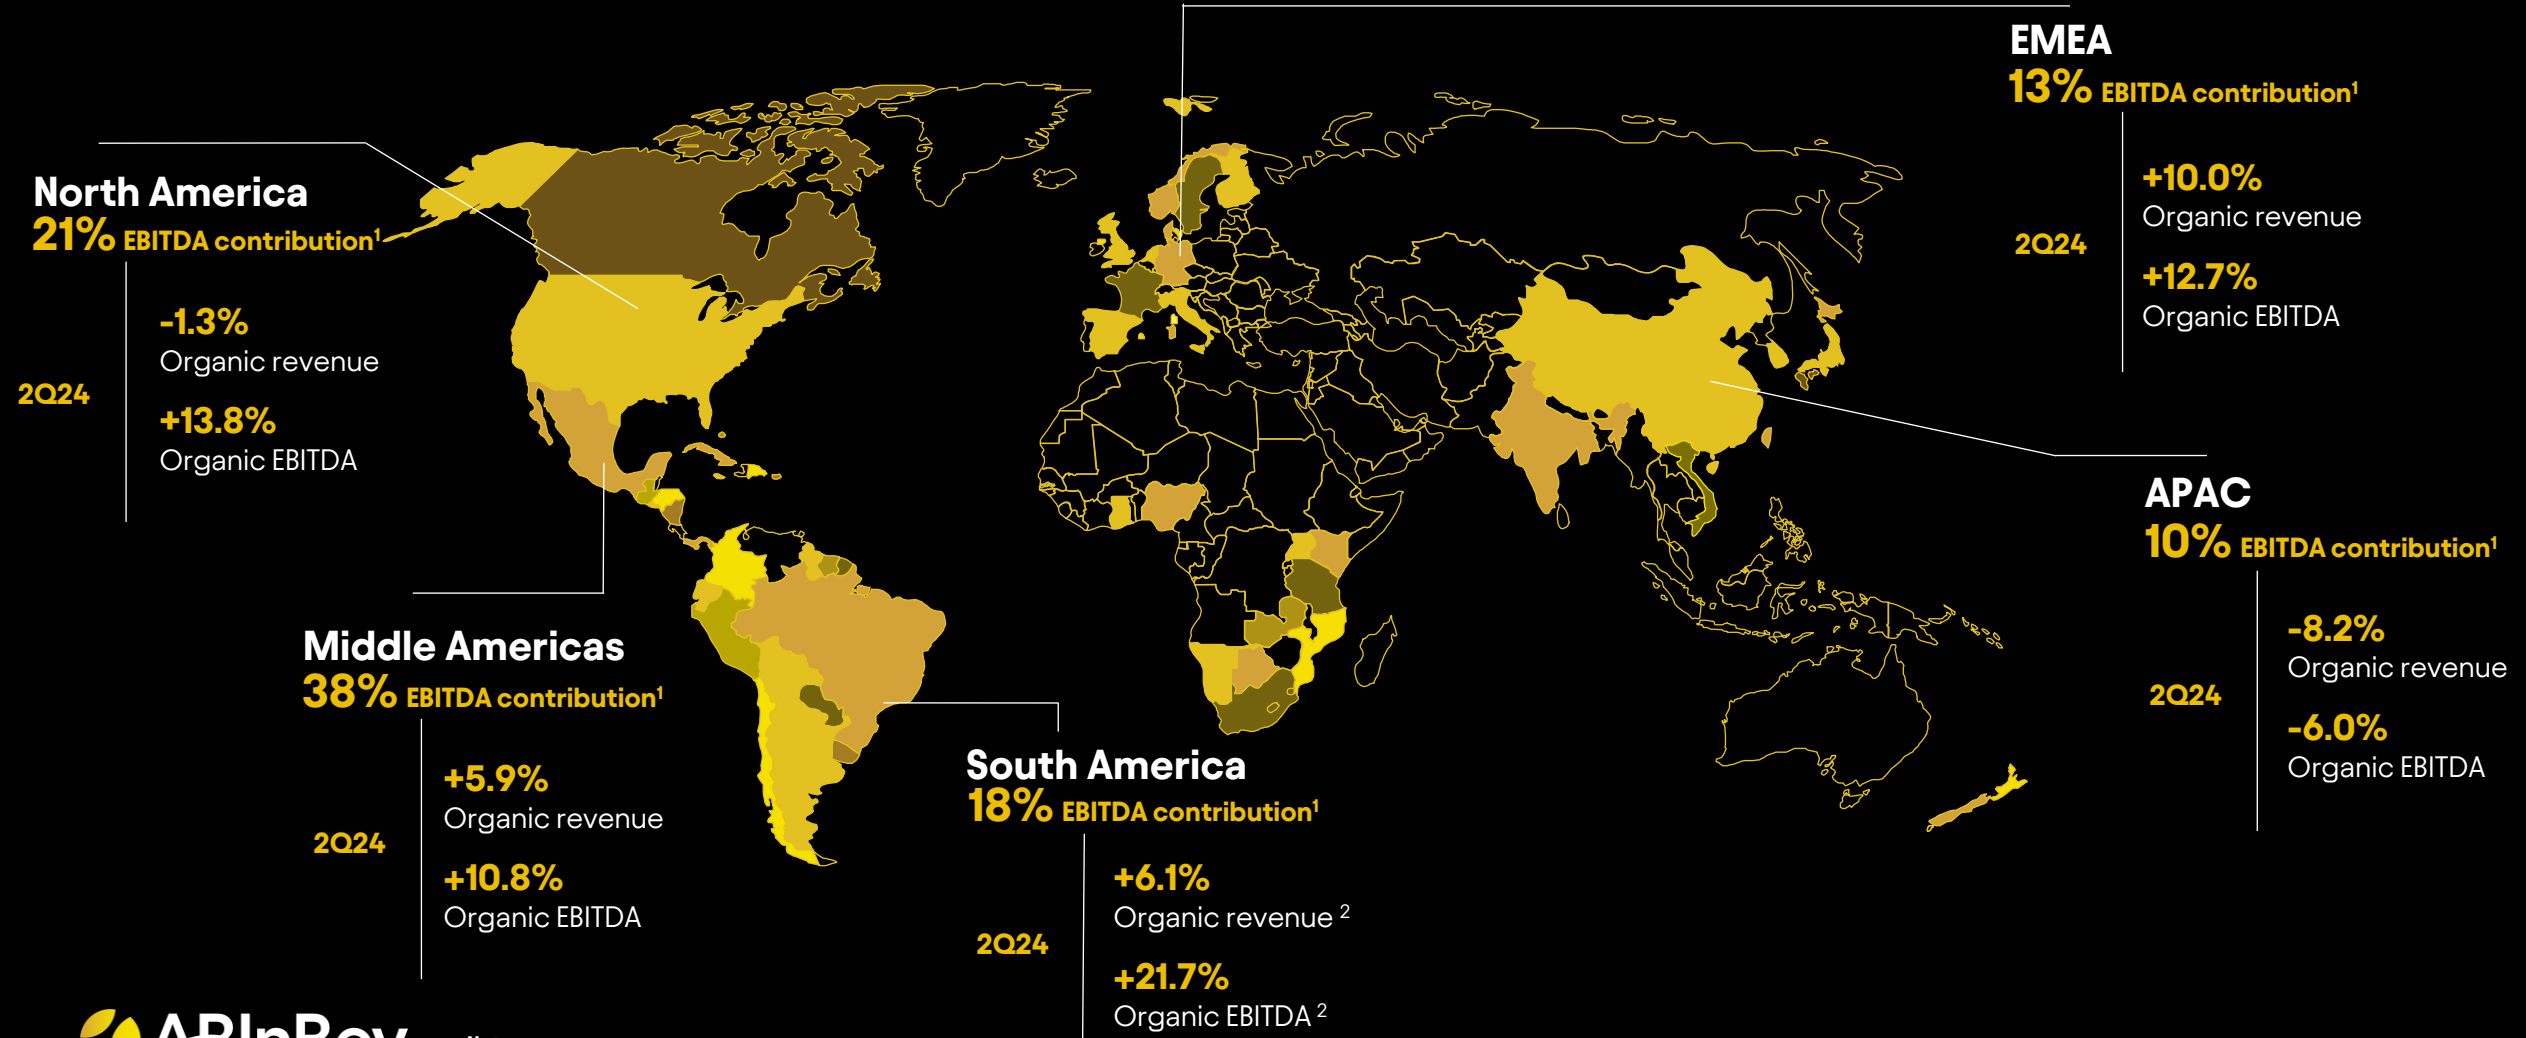 EMEA
13% EBITDA contribution¹
2Q24
+10.0%
Organic revenue
+12.7%
Organic EBITDA
North America
21% EBITDA contribution¹
2Q24
-1.3%
Organic revenue
+13.8%
Organic EBITDA
APAC
10% EBITDA contribution¹
2Q24
-8.2%
Organic revenue
-6.0%
Organic EBITDA
Middle Americas
38% EBITDA contribution¹
2Q24
+5.9%
Organic revenue
+10.8%
Organic EBITDA
South America
18% EBITDA contribution¹
2Q24
+6.1%
Organic revenue ²
+21.7%
Organic EBITDA ²
ABInBev